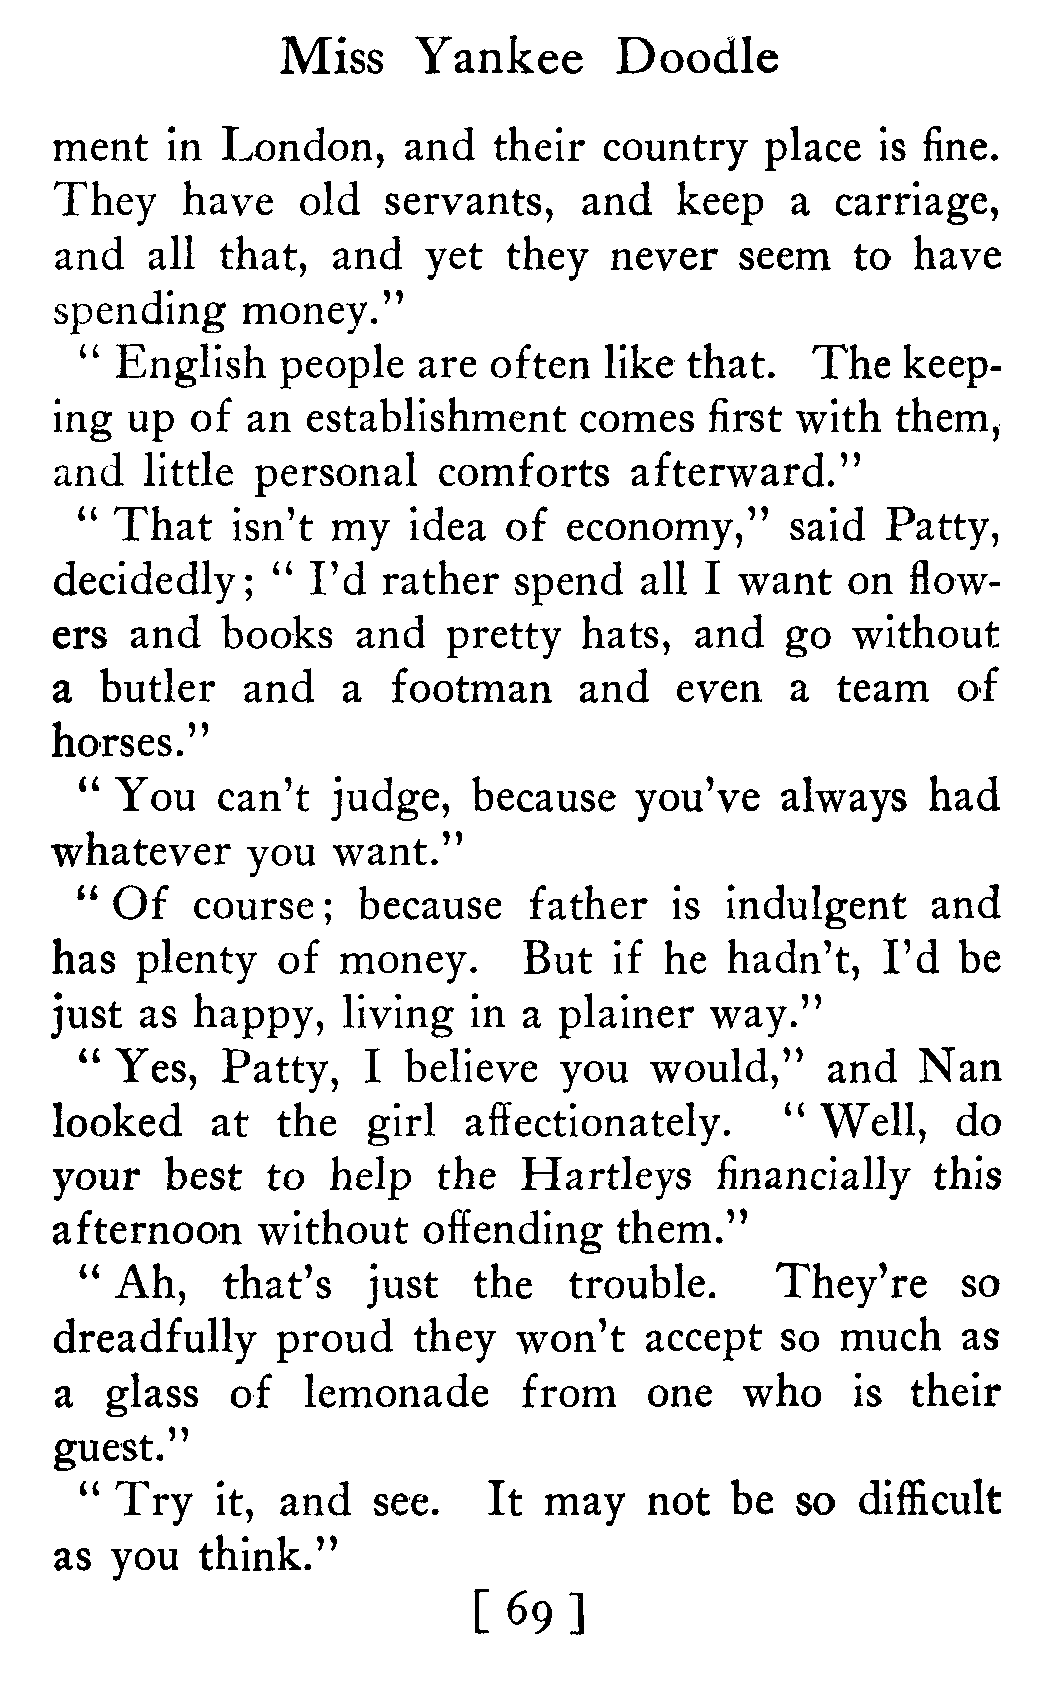 Miss Yankee Doodle
ment in London, and their country place is fine.
They have old servants, and keep a carriage,
and all that, and yet they never seem to have
spending money."
" English people are often like that. The keep-
ing up of an establishment comes first with them,
and little personal comforts afterward."
" That isn't my idea of economy," said Patty,
decidedly; " I'd rather spend all I want on flow-
ers and books and pretty hats, and go without
a butler and a footman and even a team of
horses."
" You can't judge, because you've always had
whatever you want."
" Of course; because father is indulgent and
has plenty of money. But if he hadn't, I'd be
just as happy, living in a plainer way."
" Yes, Patty, I believe you would," and Nan
looked at the girl affectionately. " Well, do
your best to help the Hartleys financially this
afternoon without offending them."
" Ah, that's just the trouble. They're so
dreadfully proud they won't accept so much as
a glass of lemonade from one who is their
guest."
" Try it, and see. It may not be so difficult
as you think."
[ 69 ]